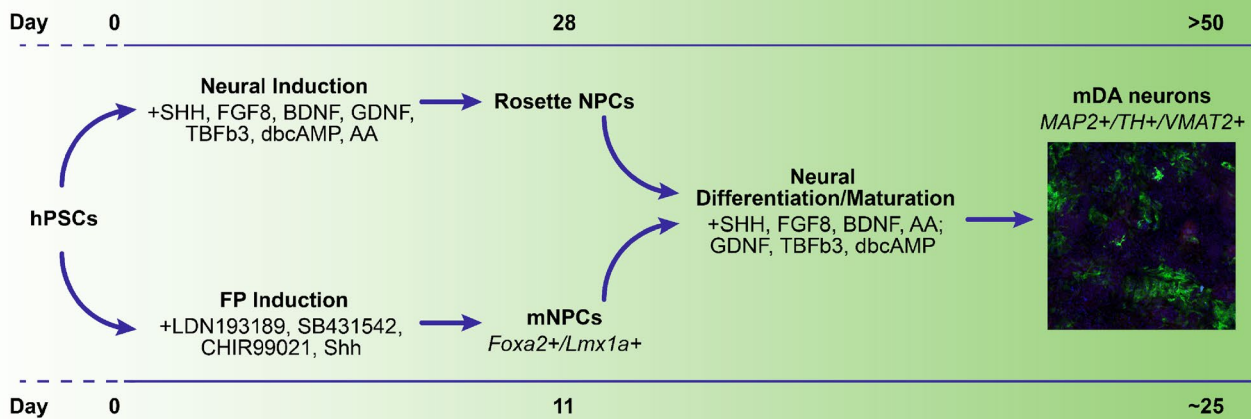 Day 0 28 >50
Neural Induction
+SHH, FGF8, BDNF, GDNF,
TBFb3, dbcAMP, AA
Rosette NPCs
mDA neurons
MAP2+/TH+/VMAT2+
hPSCs
Neural
Differentiation/Maturation
+SHH, FGF8, BDNF, AA;
GDNF, TBFb3, dbcAMP
FP Induction
+LDN193189, SB431542,
CHIR99021, Shh
mNPCs
Foxa2+/Lmx1a+
Day 0 11 ~25